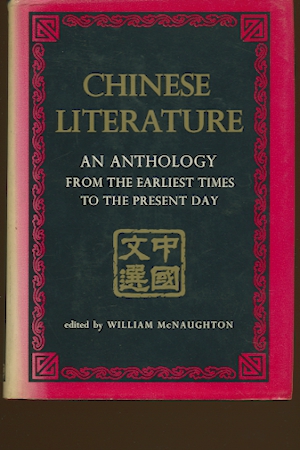 CHINESE
LITERATURE
AN ANTHOLOGY
FROM THE EARLIEST TIMES
TO THE PRESENT DAY
中國
文選
edited by WILLIAM McNAUGHTON